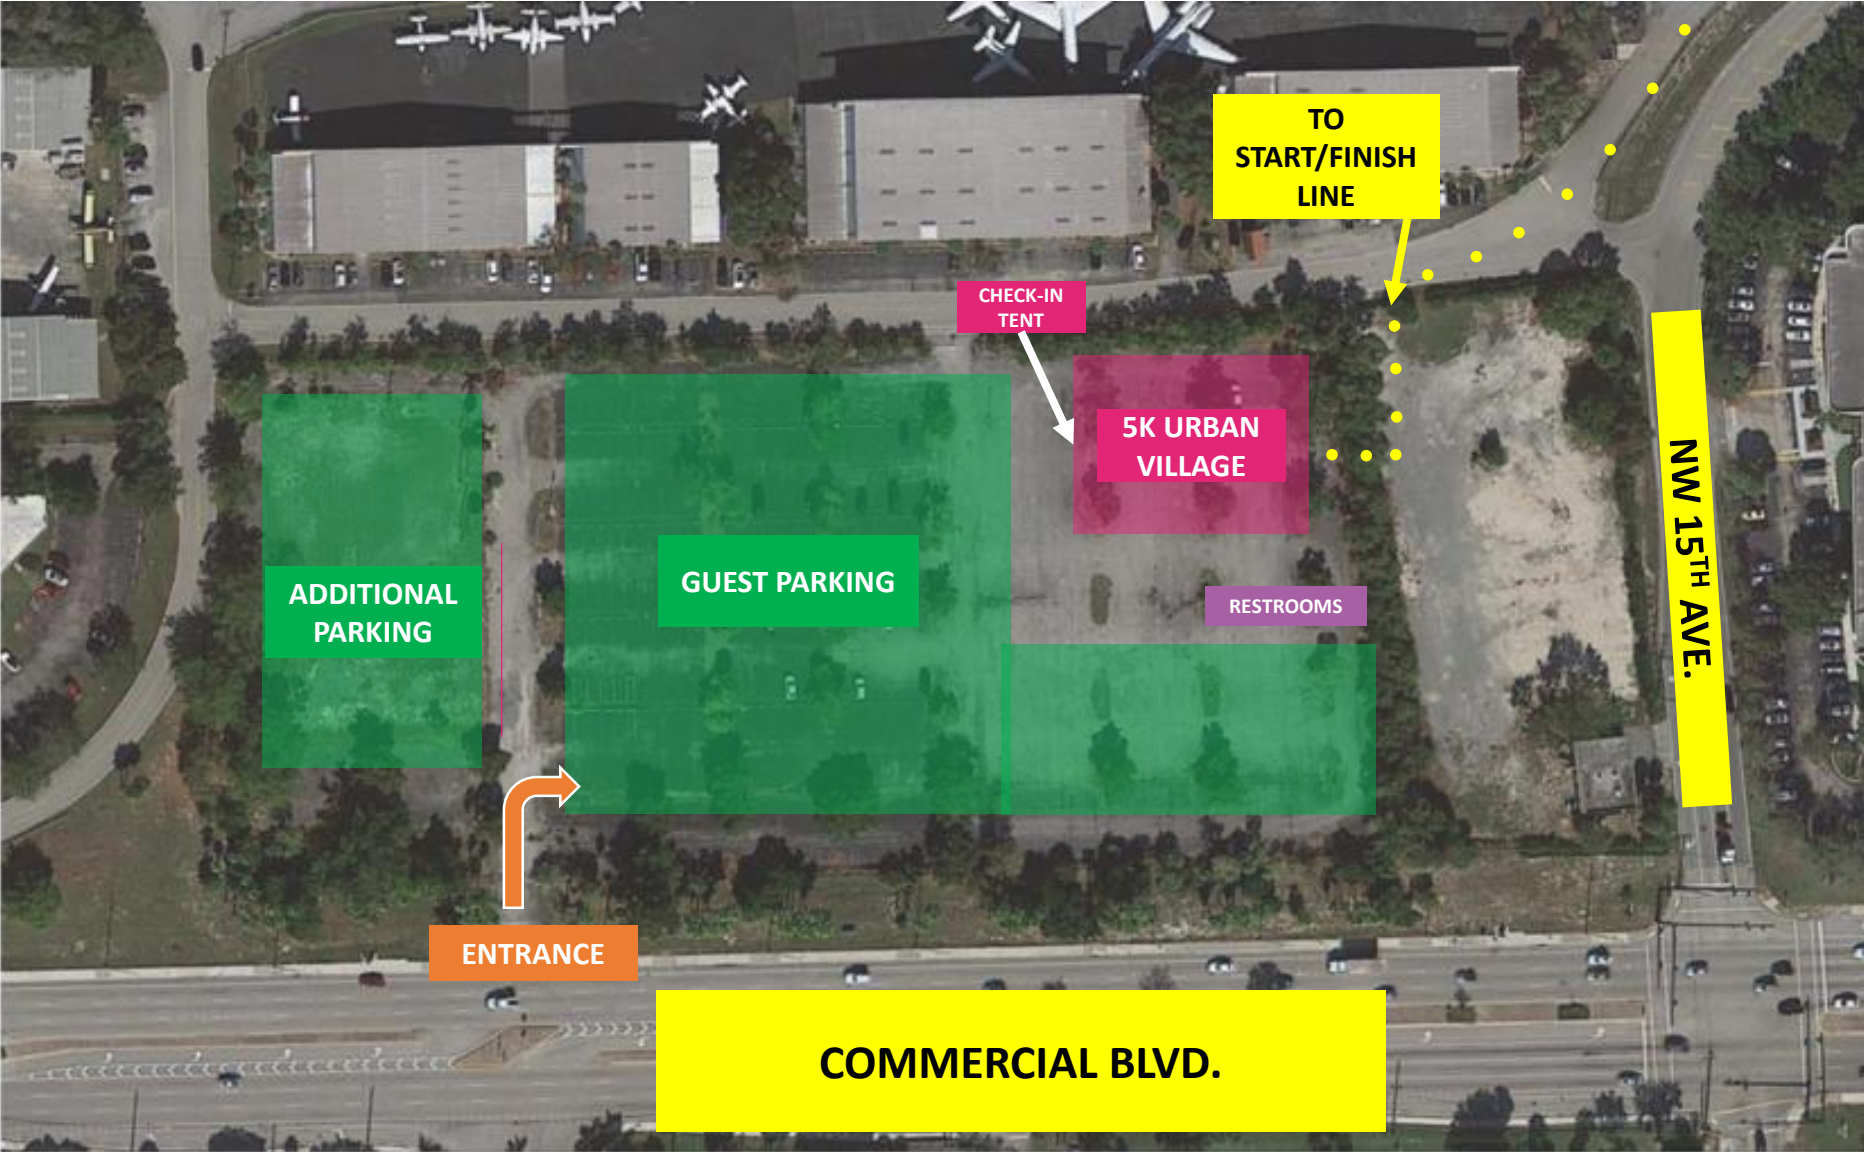 TO
START/FINISH
LINE
CHECK-IN
TENT
5K URBAN
VILLAGE
NW 15TH AVE.
GUEST PARKING
ADDITIONAL
PARKING
RESTROOMS
ENTRANCE
COMMERCIAL BLVD.